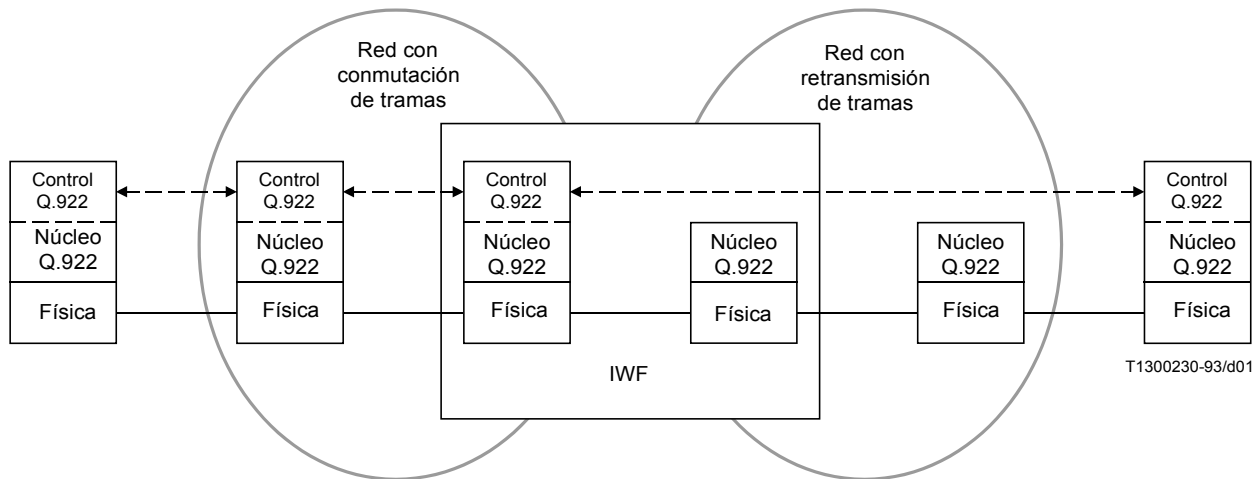 Red con
conmutación
de tramas
Red con
retransmisión
de tramas
Control
Q.922
Núcleo
Q.922
Física
Control
Q.922
Núcleo
Q.922
Física
Control
Q.922
Núcleo
Q.922
Física
Núcleo
Q.922
Física
Núcleo
Q.922
Física
Control
Q.922
Núcleo
Q.922
Física
IWF
T1300230-93/d01